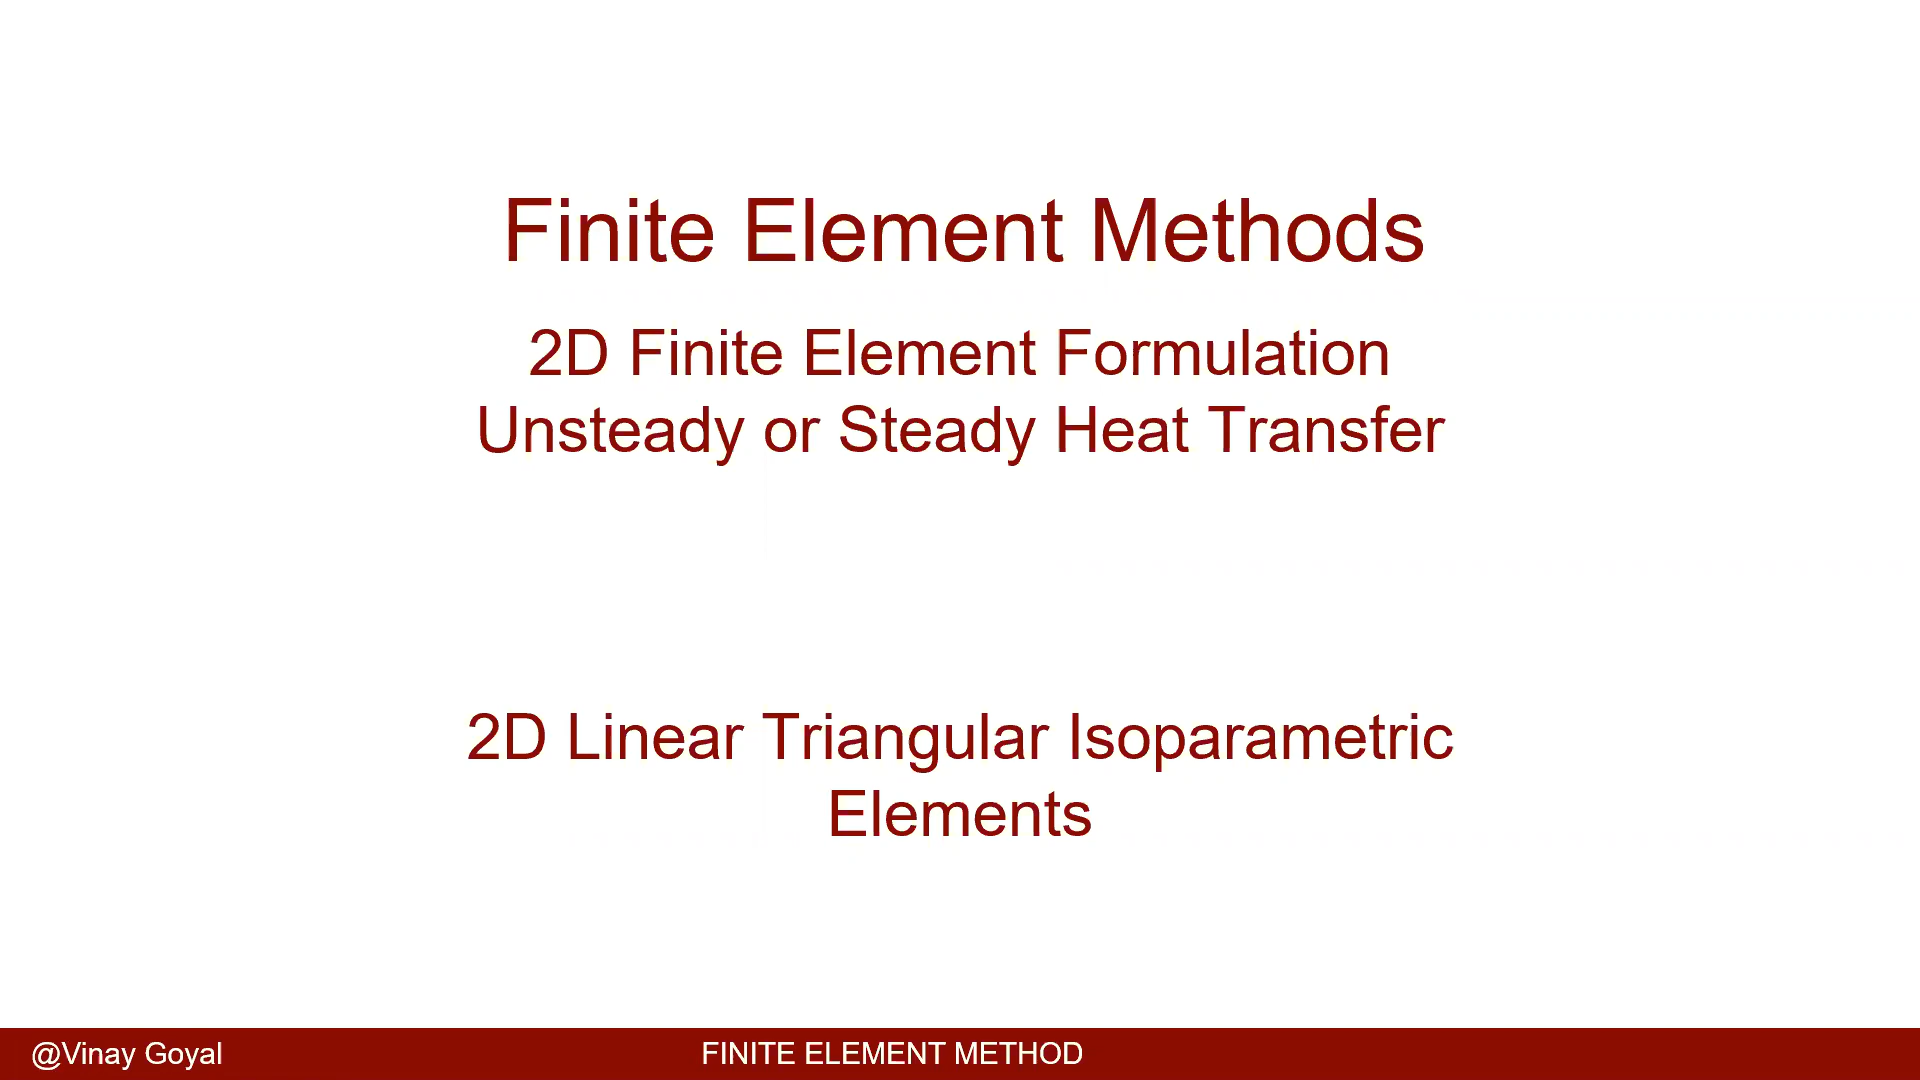 Finite Element Methods
2D Finite Element Formulation
Unsteady or Steady Heat Transfer
2D Linear Triangular Isoparametric
Elements
@Vinay Goyal
FINITE ELEMENT METHOD